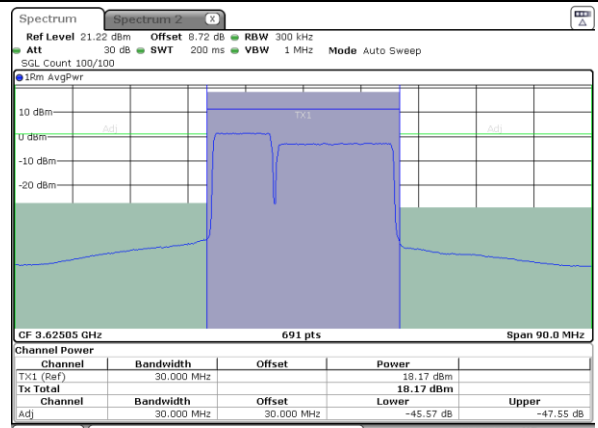 Spectrum Spectrum 2 X
Ref Level 21.22 dBm Offset 8.72 dB RBW 300 kHz
Att 30 dB SWT 200 ms VBW 1 MHz Mode Auto Sweep
SGL Count 100/100
1Rm AvgPwr
10 dBm
TX1
Adj Adj
0 dBm
-10 dBm
-20 dBm
CF 3.62505 GHz 691 pts Span 90.0 MHz
Channel Power
Channel Bandwidth Offset Power
TX1 (Ref) 30.000 MHz 18.17 dBm
Tx Total 18.17 dBm
Channel Bandwidth Offset Lower Upper
Adj 30.000 MHz 30.000 MHz -45.57 dB -47.55 dB